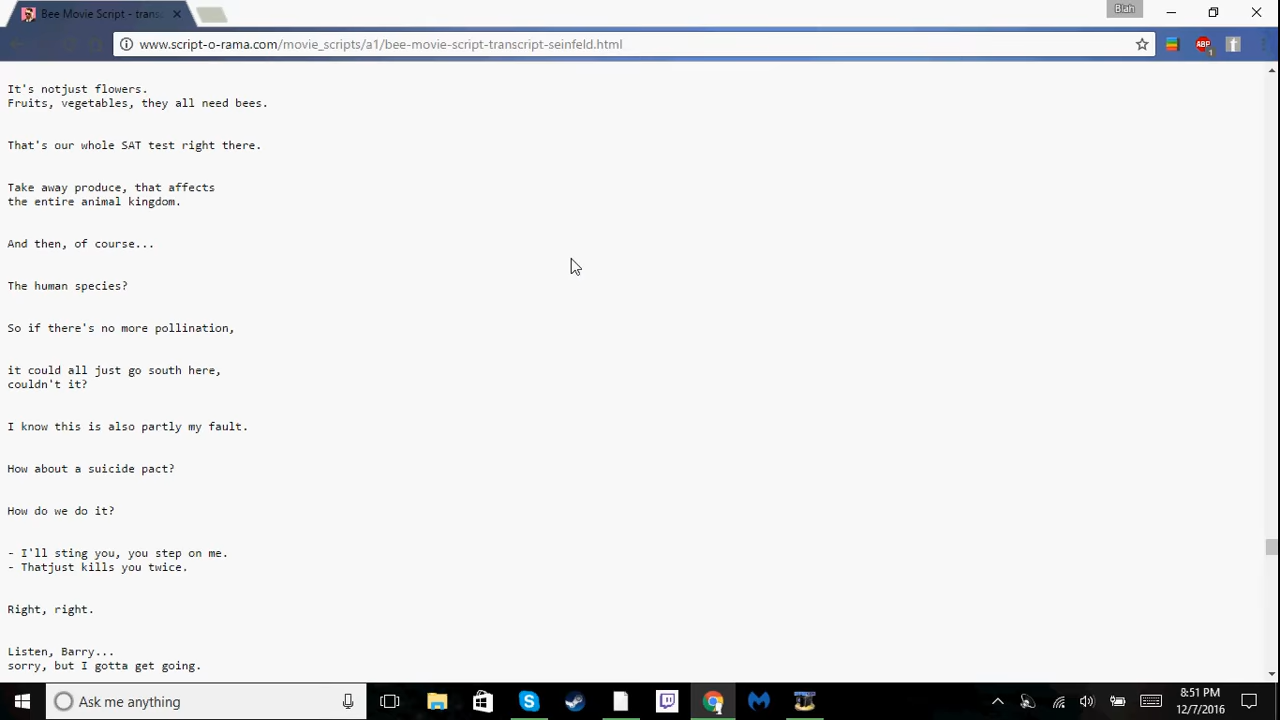 Bee Movie Script - trans
Blah
www.script-o-rama.com/movie_scripts/a1/bee-movie-script-transcript-seinfeld.html
ABP
1
t
It's notjust flowers.
Fruits, vegetables, they all need bees.
That's our whole SAT test right there.
Take away produce, that affects
the entire animal kingdom.
And then, of course...
The human species?
So if there's no more pollination,
it could all just go south here,
couldn't it?
I know this is also partly my fault.
How about a suicide pact?
How do we do it?
- I'll sting you, you step on me.
- Thatjust kills you twice.
Right, right.
Listen, Barry...
sorry, but I gotta get going.
Ask me anything
8:51 PM
12/7/2016